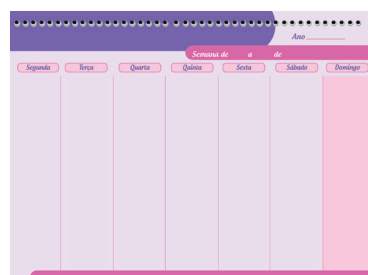 Ano
Semana de a de
Segunda Terça Quarta Quinta Sexta Sábado Domingo